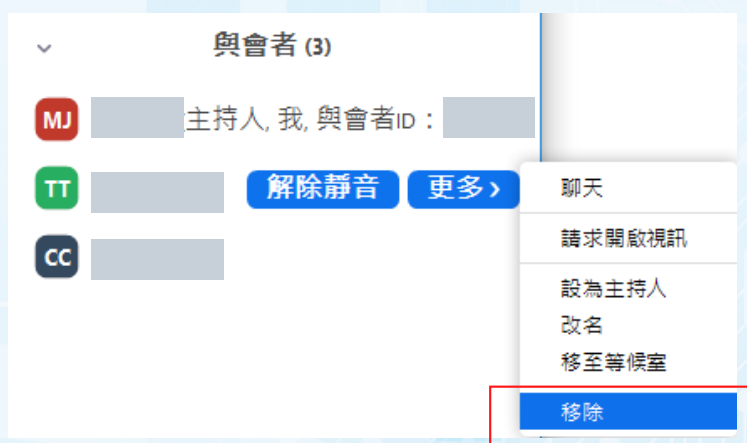 與會者 (3)
MJ 主持人, 我, 與會者ID：
TT 解除靜音 更多 ›
CC
聊天
請求開啟視訊
設為主持人
改名
移至等候室
移除